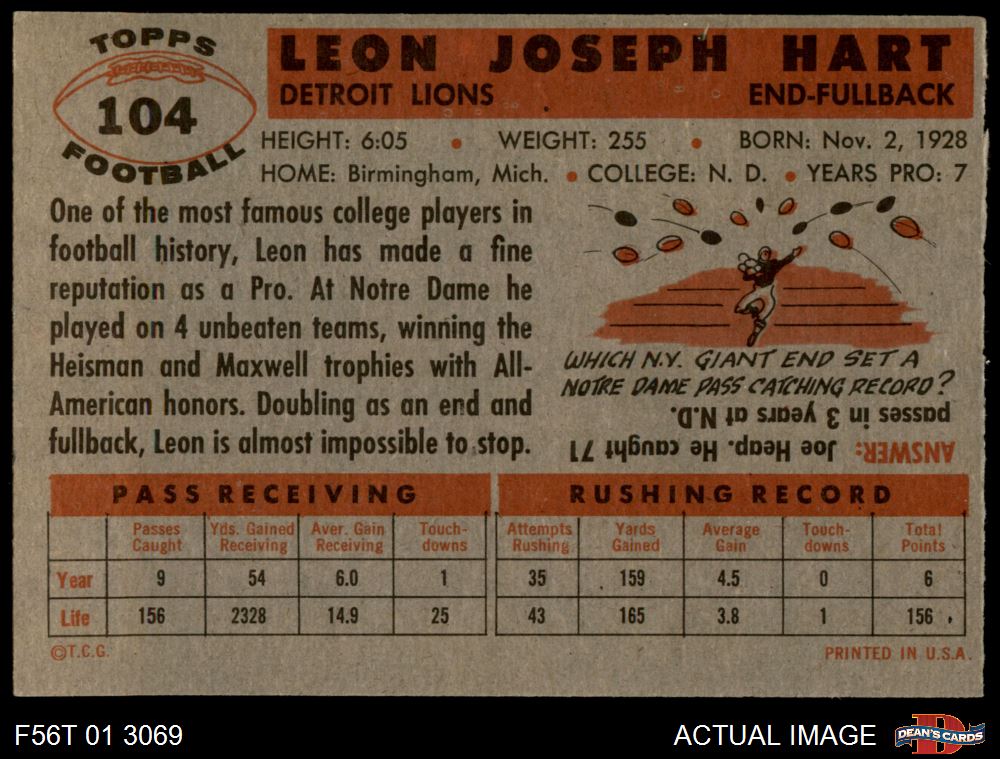 TOPPS
104
FOOTBALL
LEON JOSEPH HART
DETROIT LIONS END-FULLBACK
HEIGHT: 6:05 • WEIGHT: 255 • BORN: Nov. 2, 1928
HOME: Birmingham, Mich. • COLLEGE: N. D. • YEARS PRO: 7
One of the most famous college players in
football history, Leon has made a fine
reputation as a Pro. At Notre Dame he
played on 4 unbeaten teams, winning the
Heisman and Maxwell trophies with All-
American honors. Doubling as an end and
fullback, Leon is almost impossible to stop.
WHICH N.Y. GIANT END SET A
NOTRE DAME PASS CATCHING RECORD?
ANSWER: Joe Heap. He caught 71
passes in 3 years at N.D.
PASS RECEIVING
Passes Yds. Gained Aver. Gain Touch-
Caught Receiving Receiving downs
Year 9 54 6.0 1
Life 156 2328 14.9 25
RUSHING RECORD
Attempts Yards Average Touch- Total
Rushing Gained Gain downs Points
35 159 4.5 0 6
43 165 3.8 1 156
©T.C.G. PRINTED IN U.S.A.
F56T 01 3069 ACTUAL IMAGE
D
DEAN'S CARDS